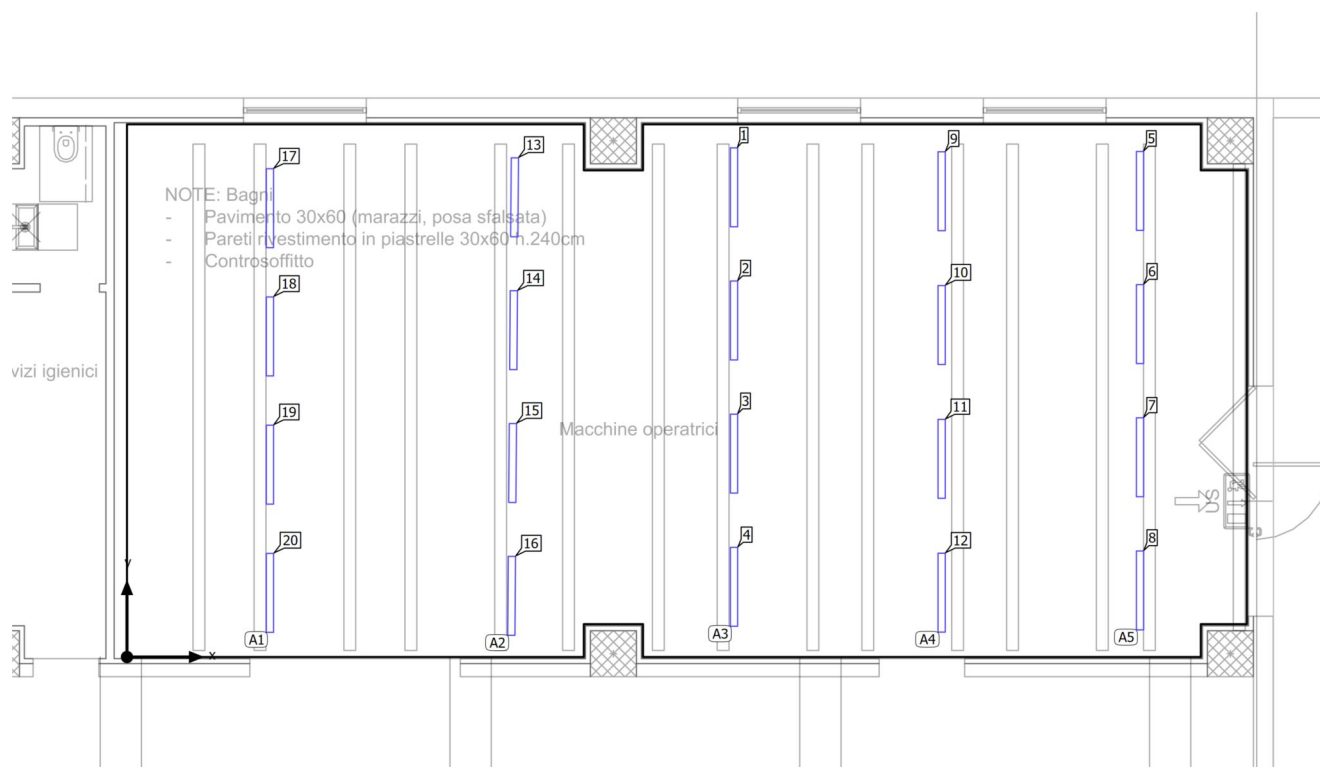 1
9
5
13
17
NOTE: Bagni
- Pavimento 30x60 (marazzi, posa sfalsata)
- Pareti rivestimento in piastrelle 30x60 h.240cm
- Controsoffitto
2
10
6
14
18
vizi igienici
3
11
7
15
19
Macchine operatrici
US
4
12
8
16
20
y
x
A1
A2
A3
A4
A5